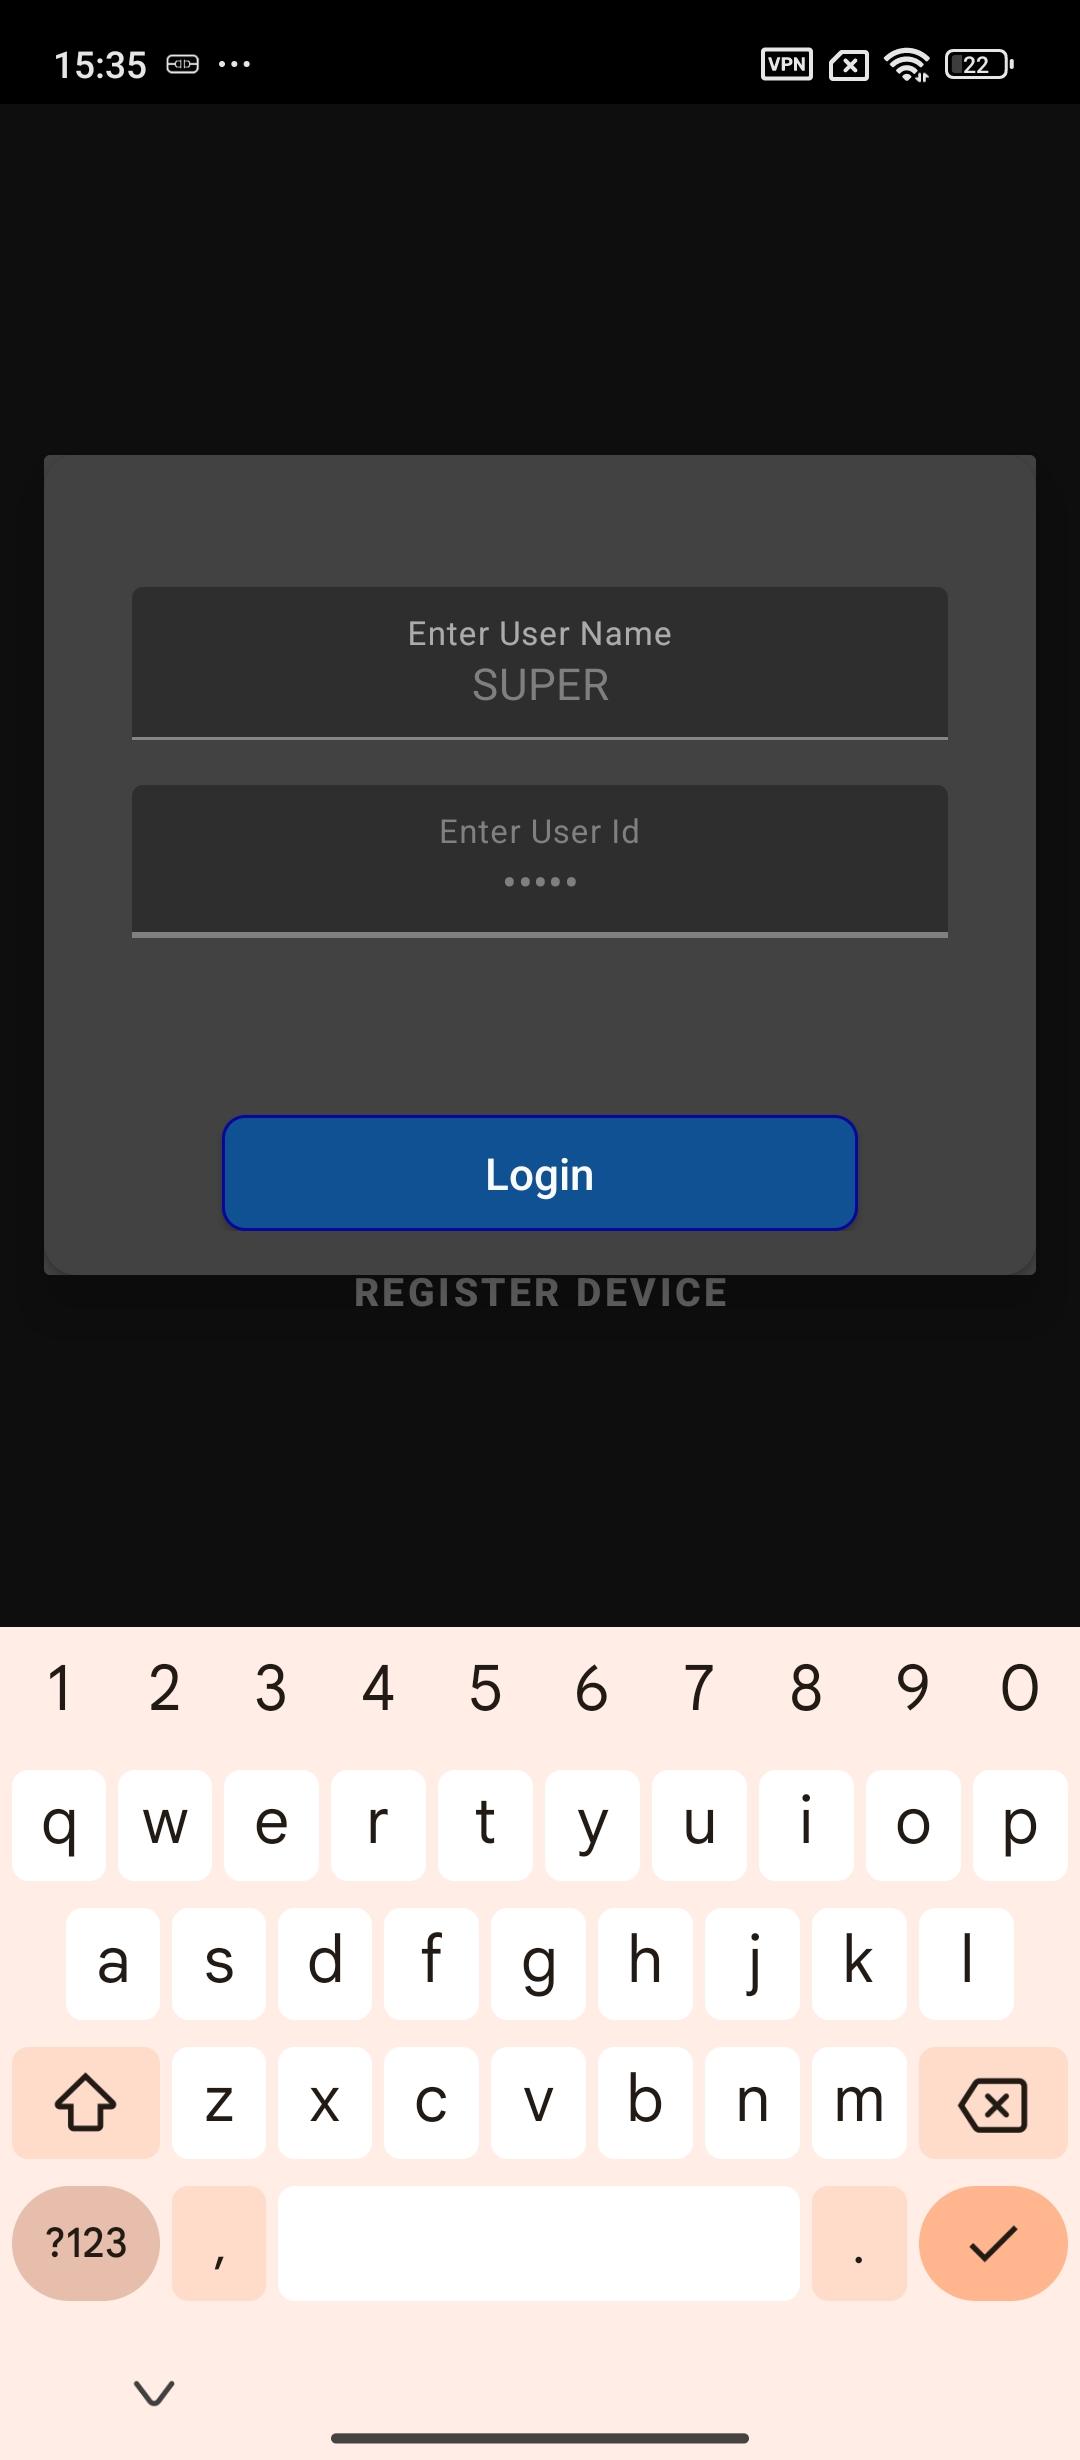 15:35
VPN
22
Enter User Name
SUPER
Enter User Id
•••••
Login
REGISTER DEVICE
1 2 3 4 5 6 7 8 9 0
q w e r t y u i o p
a s d f g h j k l
z x c v b n m
?123 , .